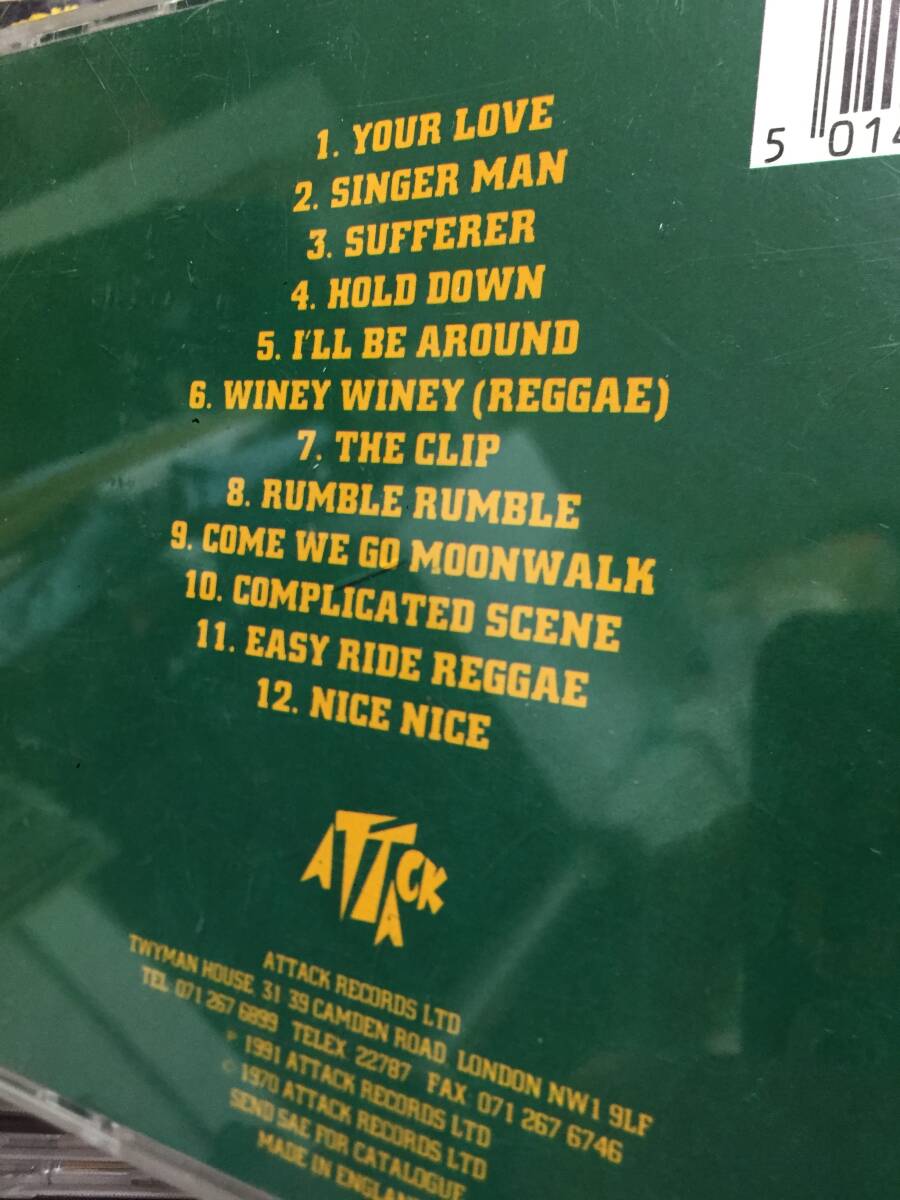 5 014
1. YOUR LOVE
2. SINGER MAN
3. SUFFERER
4. HOLD DOWN
5. I'LL BE AROUND
6. WINEY WINEY (REGGAE)
7. THE CLIP
8. RUMBLE RUMBLE
9. COME WE GO MOONWALK
10. COMPLICATED SCENE
11. EASY RIDE REGGAE
12. NICE NICE
ATTACK
ATTACK RECORDS LTD
TWYMAN HOUSE 31 39 CAMDEN ROAD LONDON NW1 9LF
TEL 071 267 6899 TELEX 22787 FAX 071 267 6746
℗ 1991 ATTACK RECORDS LTD
© 1970 ATTACK RECORDS LTD
SEND SAE FOR CATALOGUE
MADE IN ENGLAND